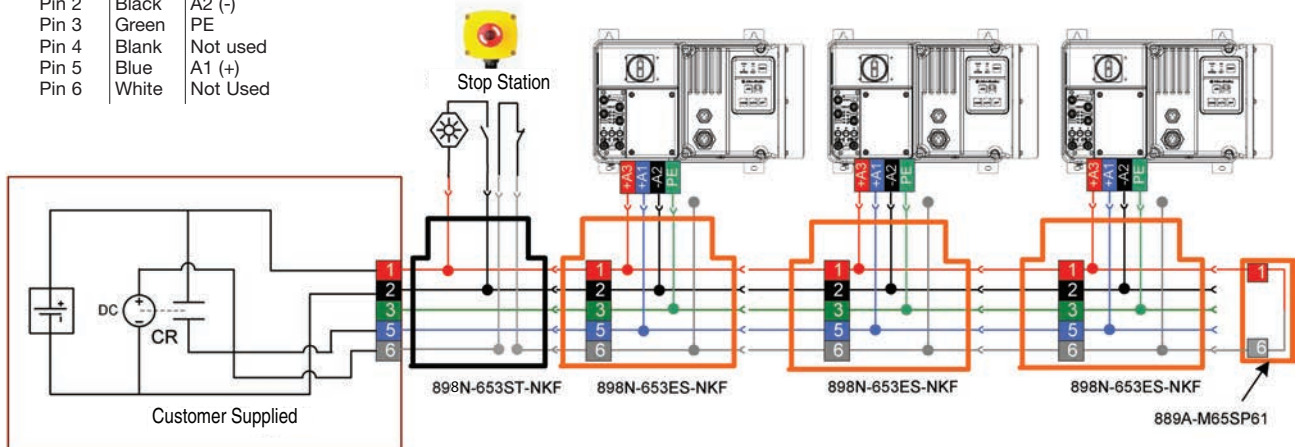 Pin 2 Black A2 (-)
Pin 3 Green PE
Pin 4 Blank Not used
Pin 5 Blue A1 (+)
Pin 6 White Not Used
Stop Station
+A3 +A1 -A2 PE
+A3 +A1 -A2 PE
+A3 +A1 -A2 PE
1 1 1 1 1
2 2 2 2
3 3 3 3
5 5 5 5
6 6 6 6 6
+
-
DC
+
-
CR
Customer Supplied
898N-653ST-NKF
898N-653ES-NKF
898N-653ES-NKF
898N-653ES-NKF
889A-M65SP61